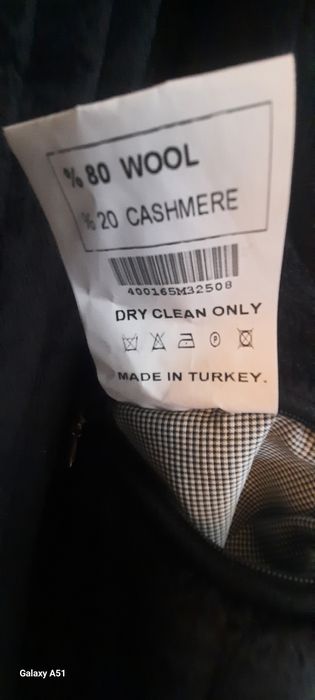 % 80 WOOL
% 20 CASHMERE
400165M32508
DRY CLEAN ONLY
P
MADE IN TURKEY.
Galaxy A51